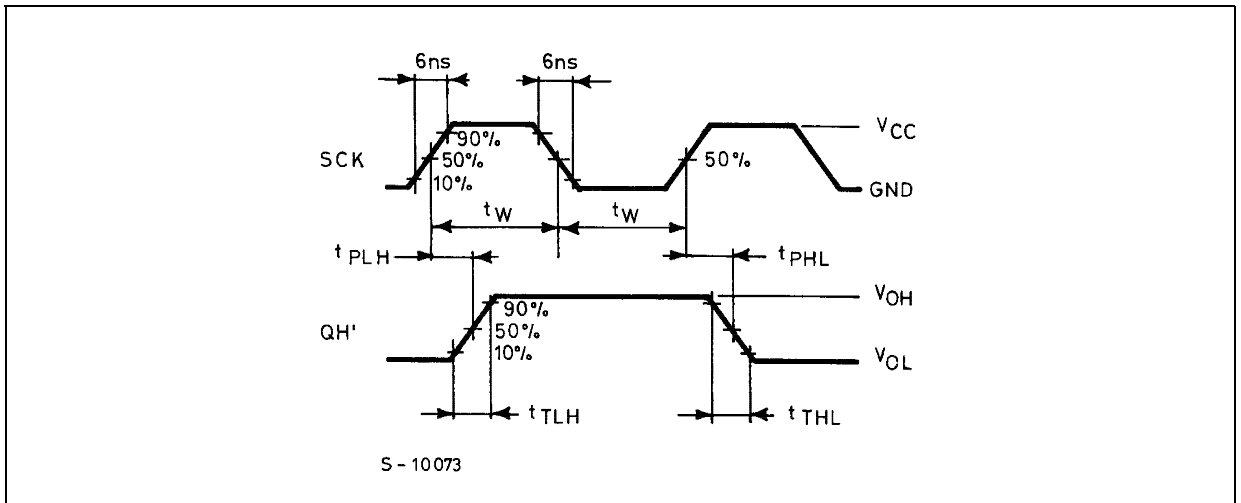 6ns 6ns
VCC
90%
SCK 50% 50%
10% GND
tW tW
tPLH tPHL
VOH
90%
QH' 50%
10% VOL
tTLH tTHL
S-10073